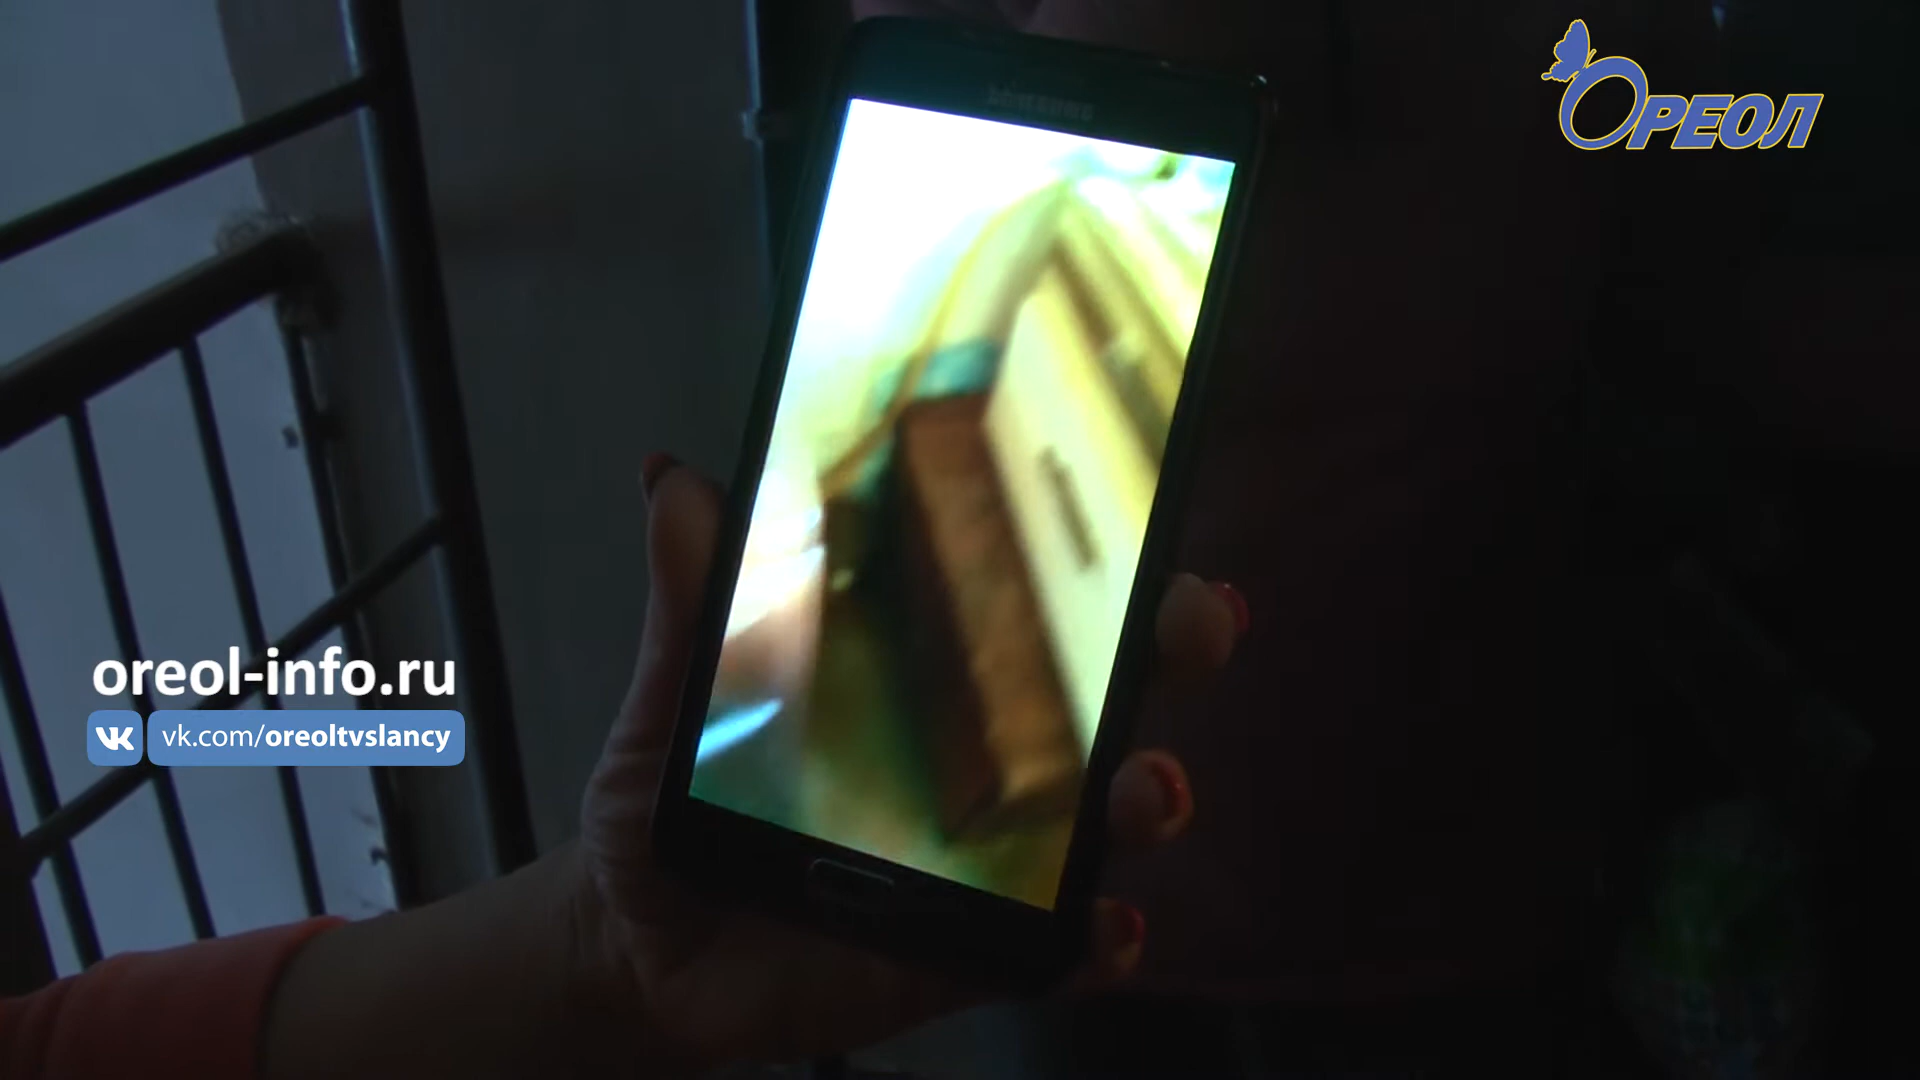 ОРЕОЛ
SAMSUNG
oreol-info.ru
vk.com/oreoltvslancy